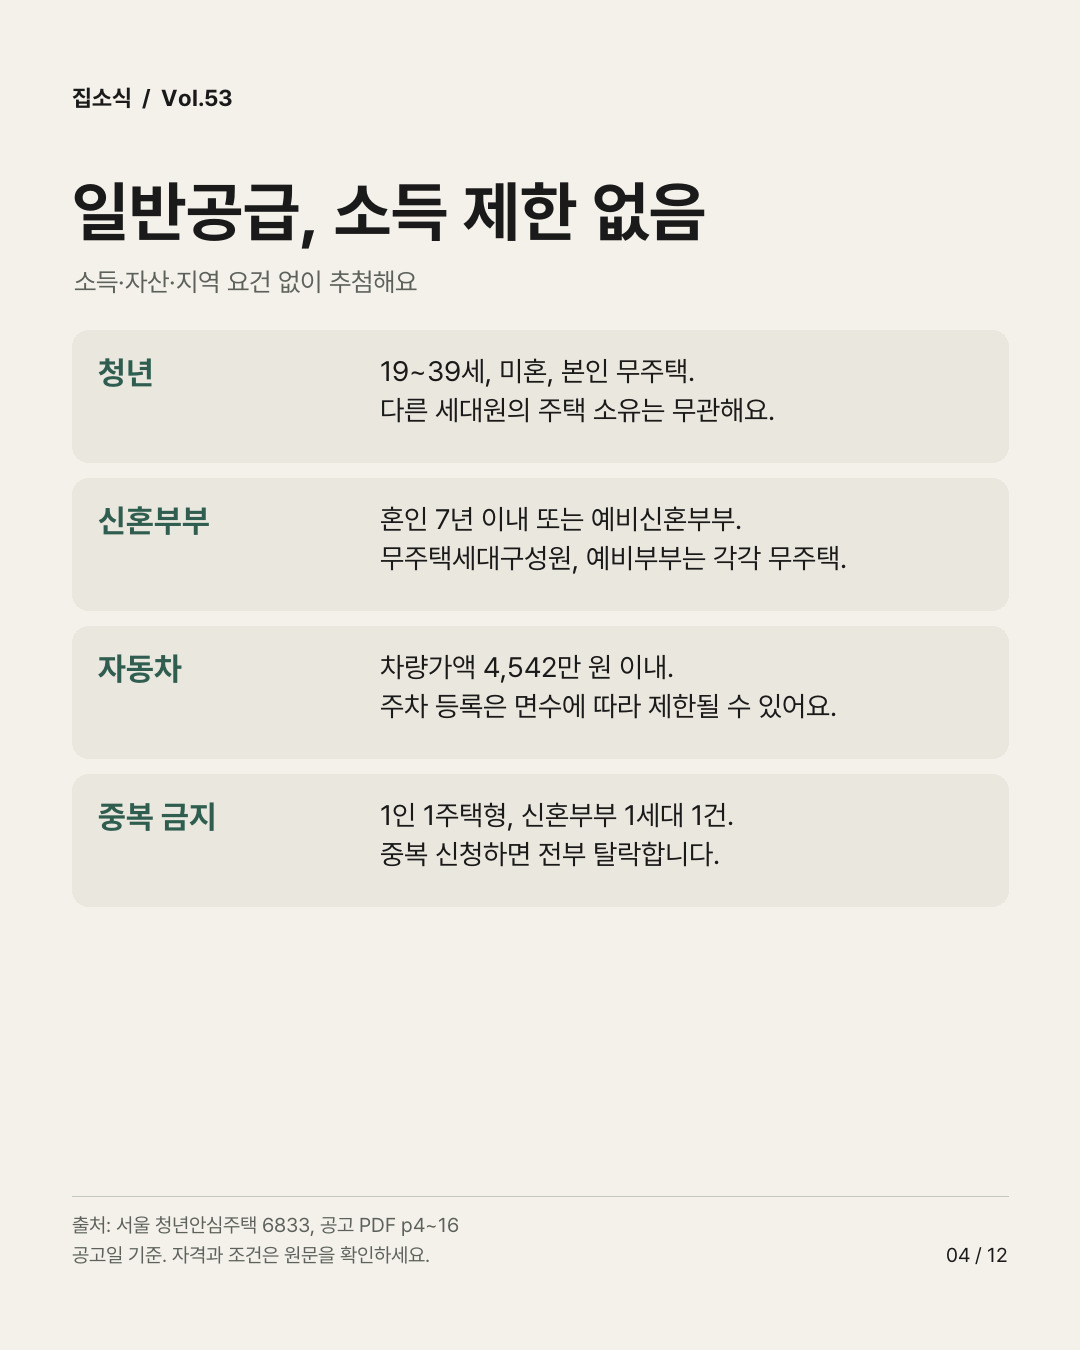 집소식 / Vol.53
일반공급, 소득 제한 없음
소득·자산·지역 요건 없이 추첨해요
청년
19~39세, 미혼, 본인 무주택.
다른 세대원의 주택 소유는 무관해요.
신혼부부
혼인 7년 이내 또는 예비신혼부부.
무주택세대구성원, 예비부부는 각각 무주택.
자동차
차량가액 4,542만 원 이내.
주차 등록은 면수에 따라 제한될 수 있어요.
중복 금지
1인 1주택형, 신혼부부 1세대 1건.
중복 신청하면 전부 탈락합니다.
출처: 서울 청년안심주택 6833, 공고 PDF p4~16
공고일 기준. 자격과 조건은 원문을 확인하세요.
04 / 12